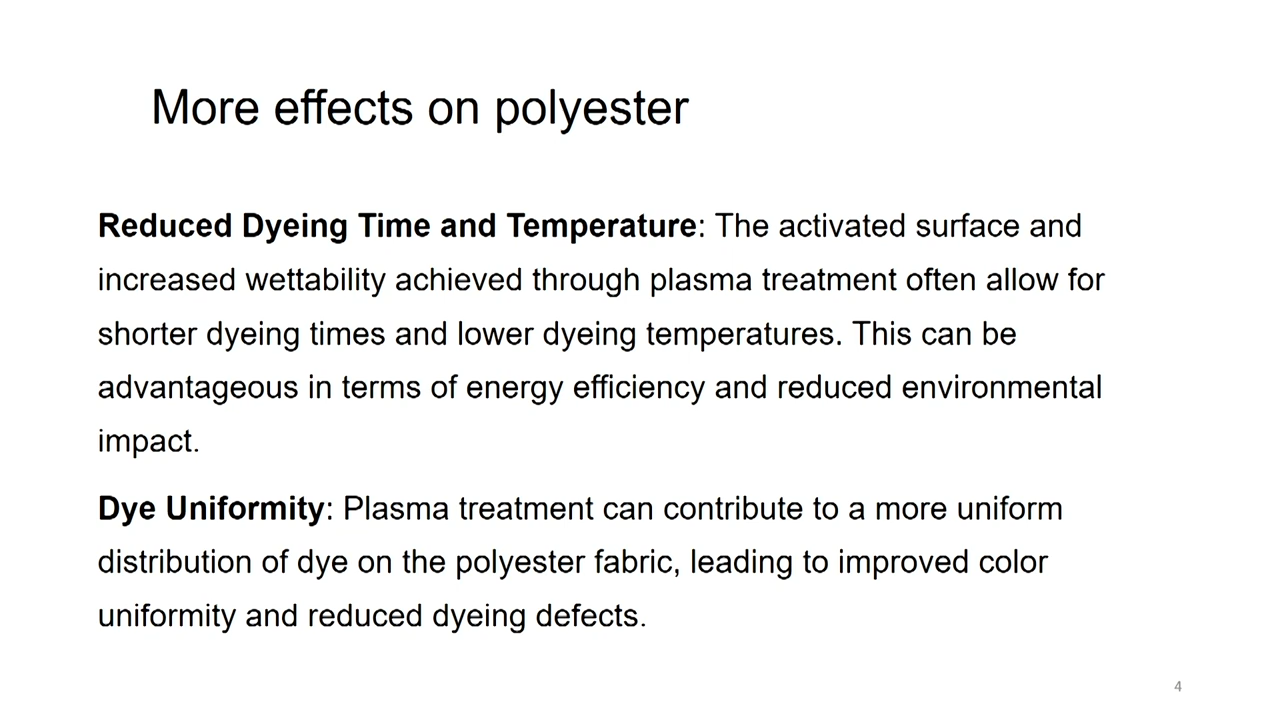 More effects on polyester
Reduced Dyeing Time and Temperature: The activated surface and
increased wettability achieved through plasma treatment often allow for
shorter dyeing times and lower dyeing temperatures. This can be
advantageous in terms of energy efficiency and reduced environmental
impact.
Dye Uniformity: Plasma treatment can contribute to a more uniform
distribution of dye on the polyester fabric, leading to improved color
uniformity and reduced dyeing defects.
4